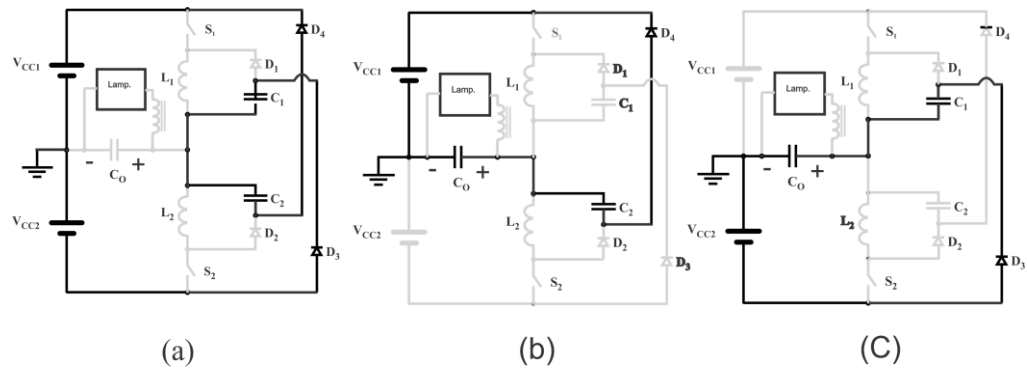 S1
D4
VCC1
D1
Lamp.
L1
C1
- +
CO
C2
L2
VCC2
D2
D3
S2
(a)
S1
D4
VCC1
D1
Lamp.
L1
C1
- +
CO
C2
L2
VCC2
D2
D3
S2
(b)
S1
D4
VCC1
D1
Lamp.
L1
C1
- +
CO
C2
L2
VCC2
D2
D3
S2
(C)